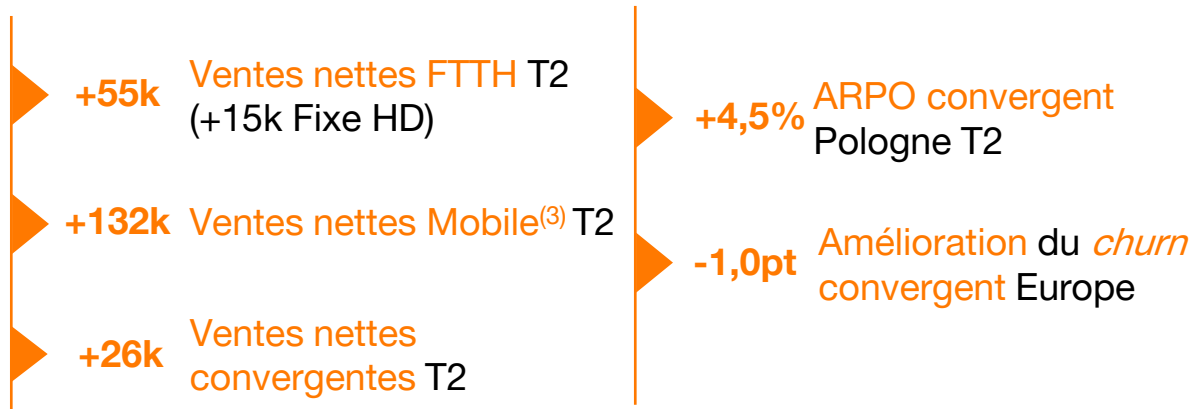 +55k Ventes nettes FTTH T2
(+15k Fixe HD)
+132k Ventes nettes Mobile(3) T2
+26k Ventes nettes
convergentes T2
+4,5% ARPO convergent
Pologne T2
-1,0pt Amélioration du churn
convergent Europe